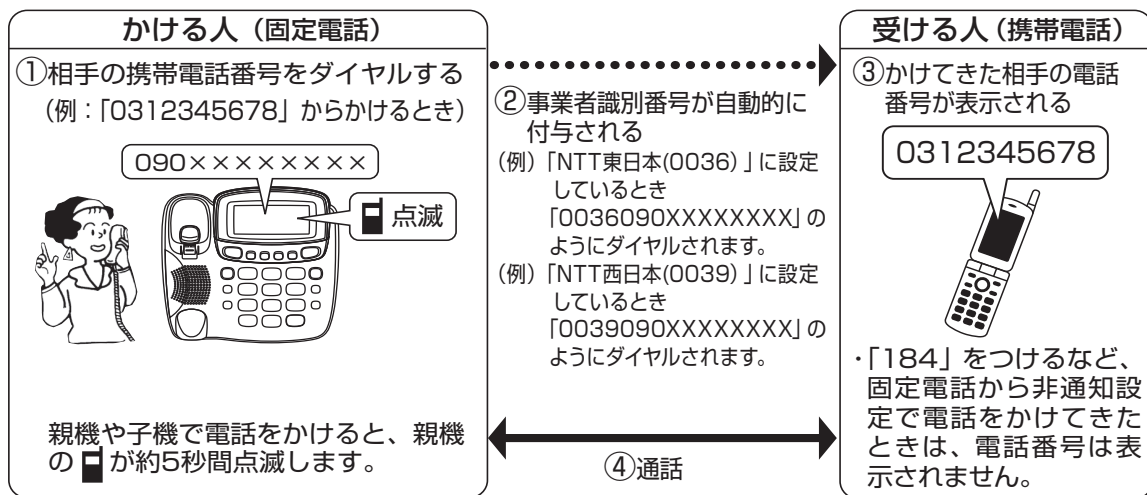 かける人（固定電話）
①相手の携帯電話番号をダイヤルする
（例：「0312345678」からかけるとき）
090××××××××
点滅
親機や子機で電話をかけると、親機
の が約5秒間点滅します。
②事業者識別番号が自動的に
付与される
（例）「NTT東日本(0036）」に設定
しているとき
「0036090XXXXXXXX」の
ようにダイヤルされます。
（例）「NTT西日本(0039）」に設定
しているとき
「0039090XXXXXXXX」の
ようにダイヤルされます。
④通話
受ける人（携帯電話）
③かけてきた相手の電話
番号が表示される
0312345678
・「184」をつけるなど、
固定電話から非通知設
定で電話をかけてきた
ときは、電話番号は表
示されません。